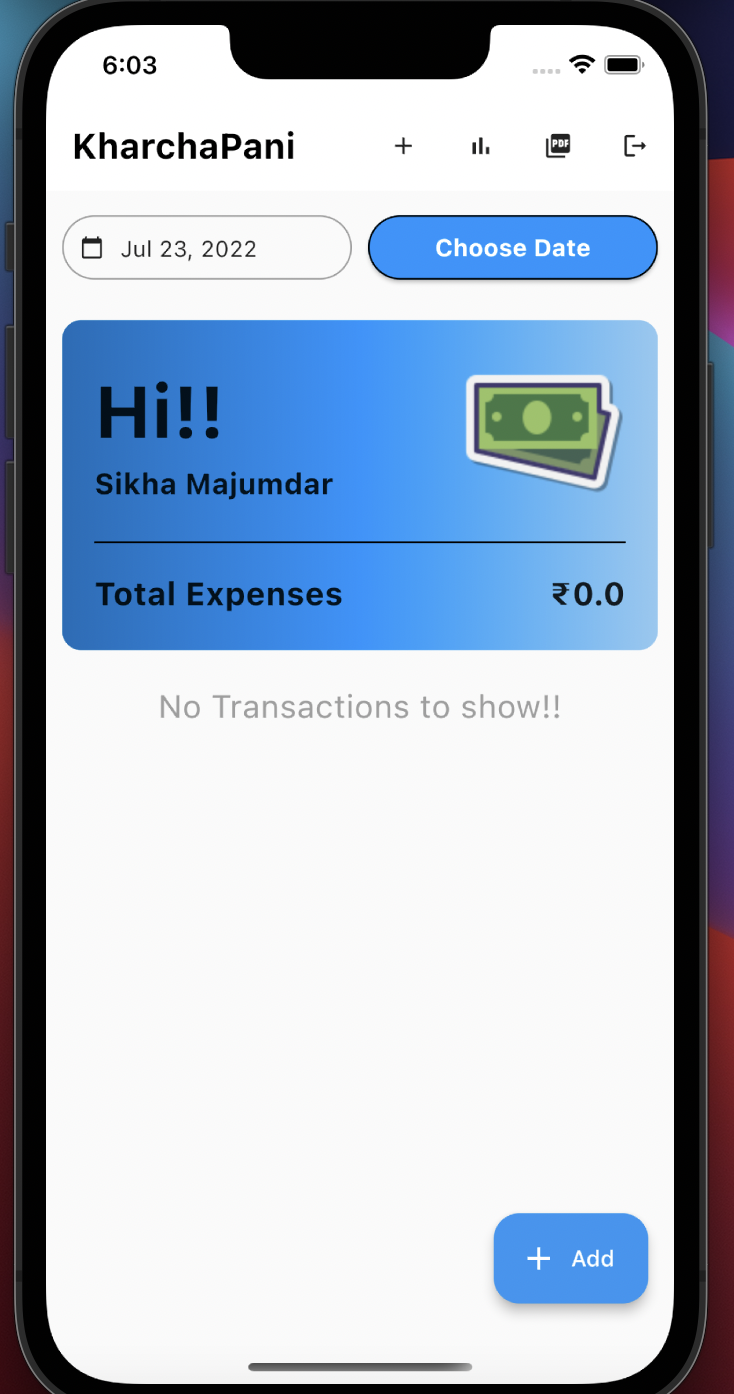 6:03
KharchaPani
PDF
Jul 23, 2022
Choose Date
Hi!!
Sikha Majumdar
Total Expenses ₹0.0
No Transactions to show!!
+ Add